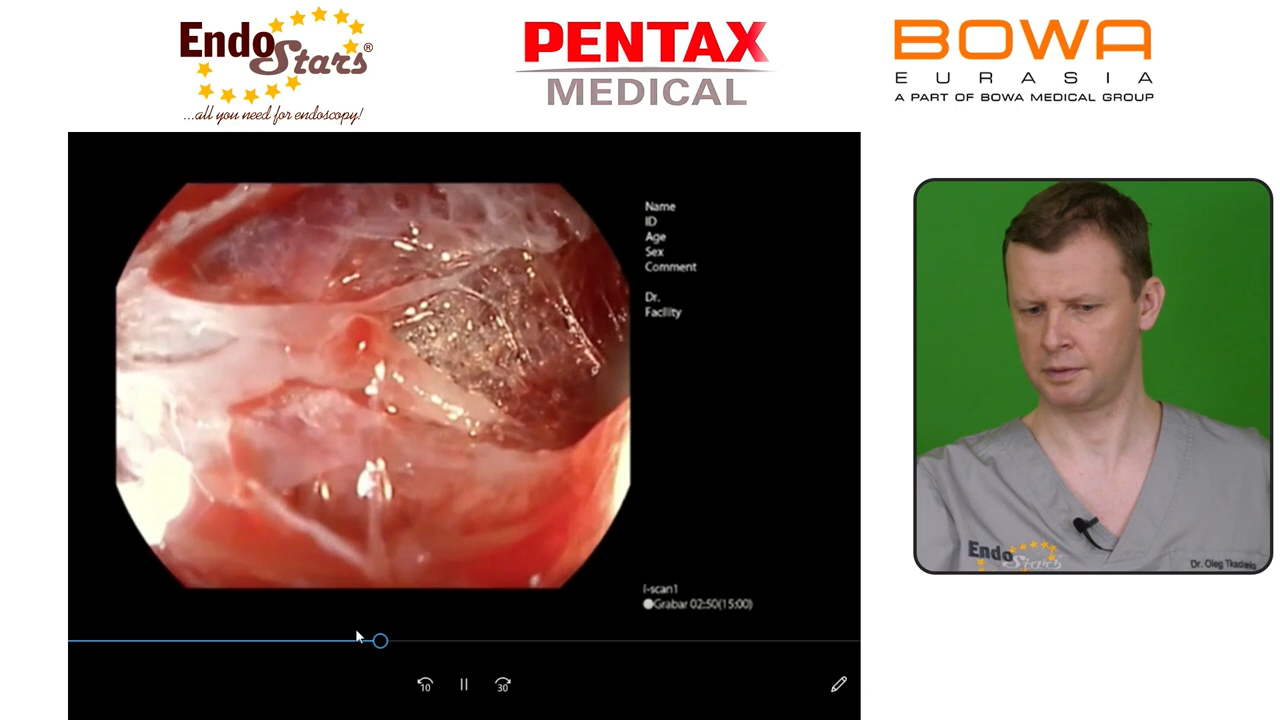 Endo
Stars®
...all you need for endoscopy!
PENTAX
MEDICAL
BOWA
EURASIA
A PART OF BOWA MEDICAL GROUP
Name
ID
Age
Sex
Comment
Dr.
Facility
i-scan1
Grabar 02:50(15:00)
10
30
Endo
Stars
Dr. Oleg